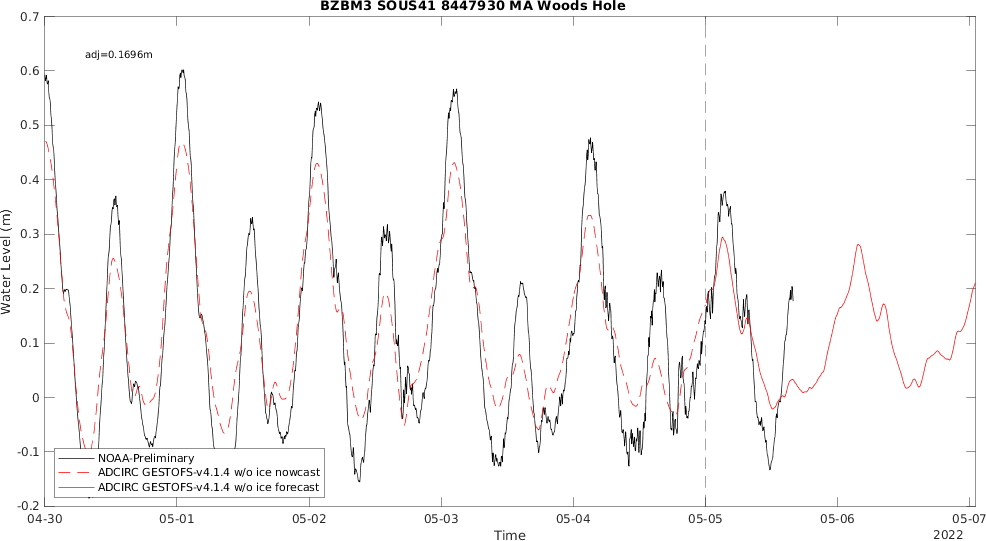 BZBM3 SOUS41 8447930 MA Woods Hole
adj=0.1696m
0.7
0.6
0.5
0.4
0.3
0.2
0.1
0
-0.1
-0.2
Water Level (m)
NOAA-Preliminary
ADCIRC GESTOFS-v4.1.4 w/o ice nowcast
ADCIRC GESTOFS-v4.1.4 w/o ice forecast
04-30 05-01 05-02 05-03 05-04 05-05 05-06 05-07
Time
2022